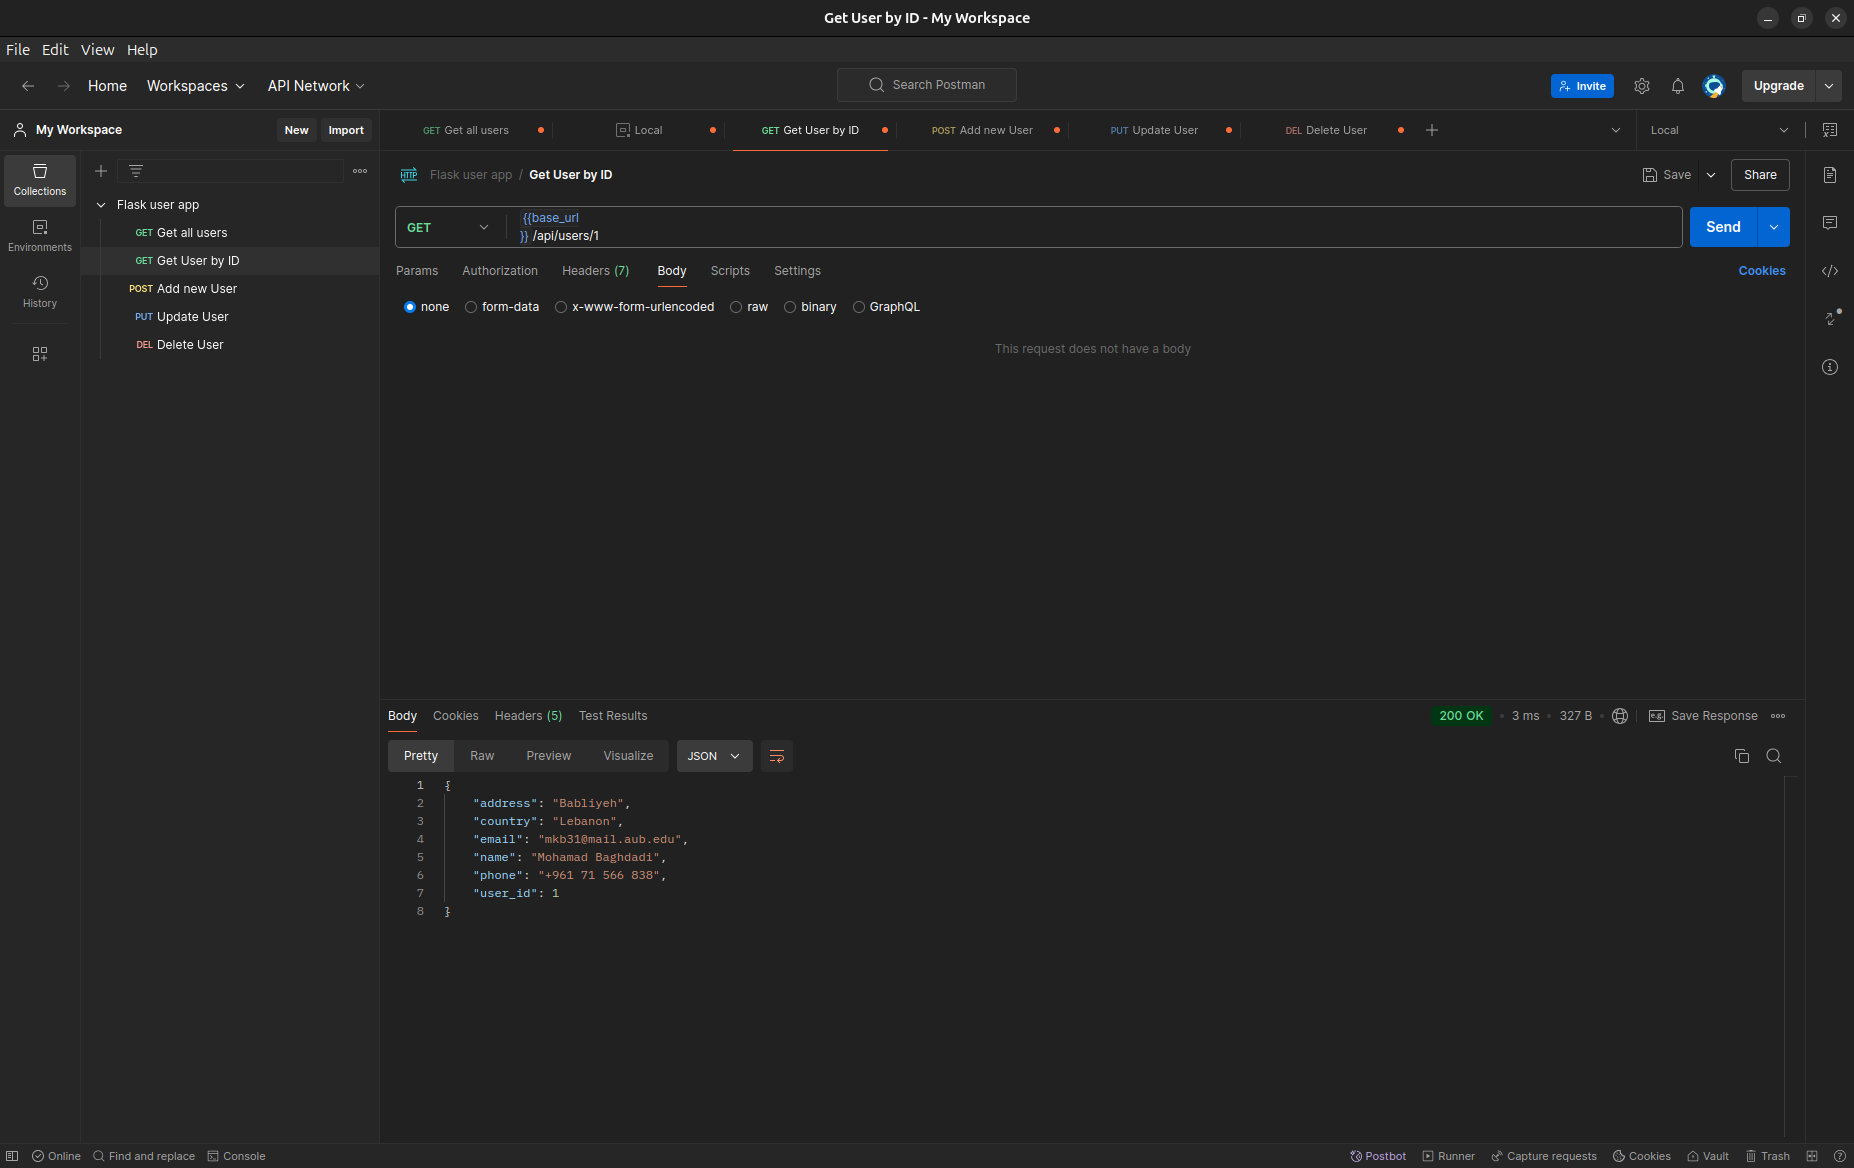 Get User by ID - My Workspace
File Edit View Help
Home Workspaces API Network Search Postman Invite Upgrade
My Workspace New Import
GET Get all users Local GET Get User by ID POST Add new User PUT Update User DEL Delete User Local
Collections
Environments
History
Flask user app
GET Get all users
GET Get User by ID
POST Add new User
PUT Update User
DEL Delete User
HTTP Flask user app / Get User by ID Save Share
GET
{{base_url
}} /api/users/1
Send
Params Authorization Headers (7) Body Scripts Settings Cookies
none form-data x-www-form-urlencoded raw binary GraphQL
This request does not have a body
Body Cookies Headers (5) Test Results 200 OK • 3 ms • 327 B • e.g. Save Response
Pretty Raw Preview Visualize JSON
1 {
2 "address": "Babliyeh",
3 "country": "Lebanon",
4 "email": "mkb31@mail.aub.edu",
5 "name": "Mohamad Baghdadi",
6 "phone": "+961 71 566 838",
7 "user_id": 1
8 }
Online Find and replace Console Postbot Runner Capture requests Cookies Vault Trash